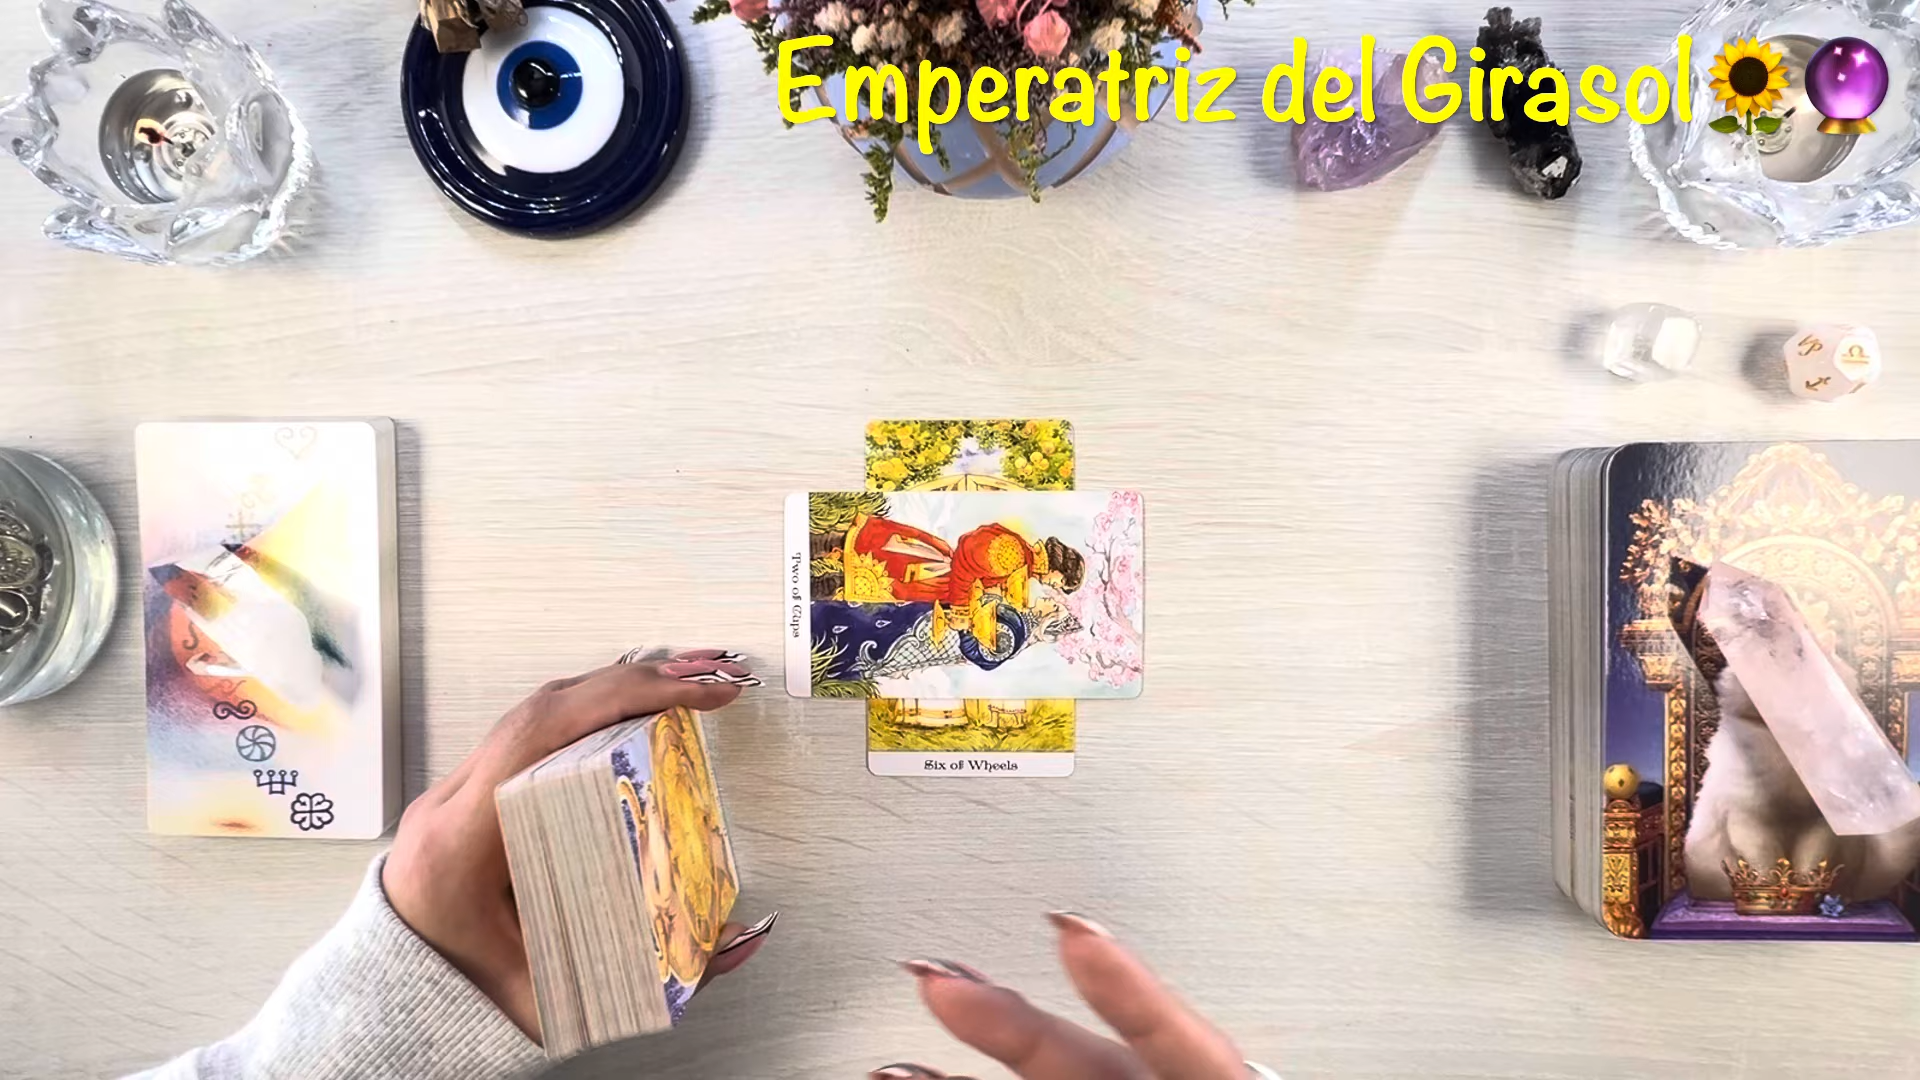 Emperatriz del Girasol🌻🔮
Two of Cups
Six of Wheels